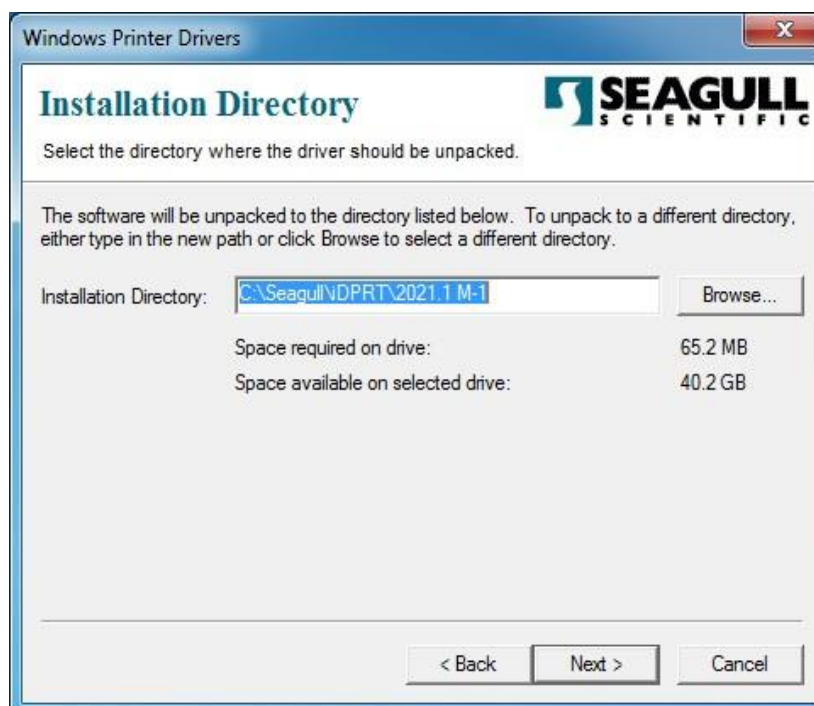 Windows Printer Drivers
Installation Directory
SEAGULL
SCIENTIFIC
Select the directory where the driver should be unpacked.
The software will be unpacked to the directory listed below. To unpack to a different directory,
either type in the new path or click Browse to select a different directory.
Installation Directory: C:\Seagull\iDPRT\2021.1 M-1 Browse...
Space required on drive: 65.2 MB
Space available on selected drive: 40.2 GB
< Back Next > Cancel